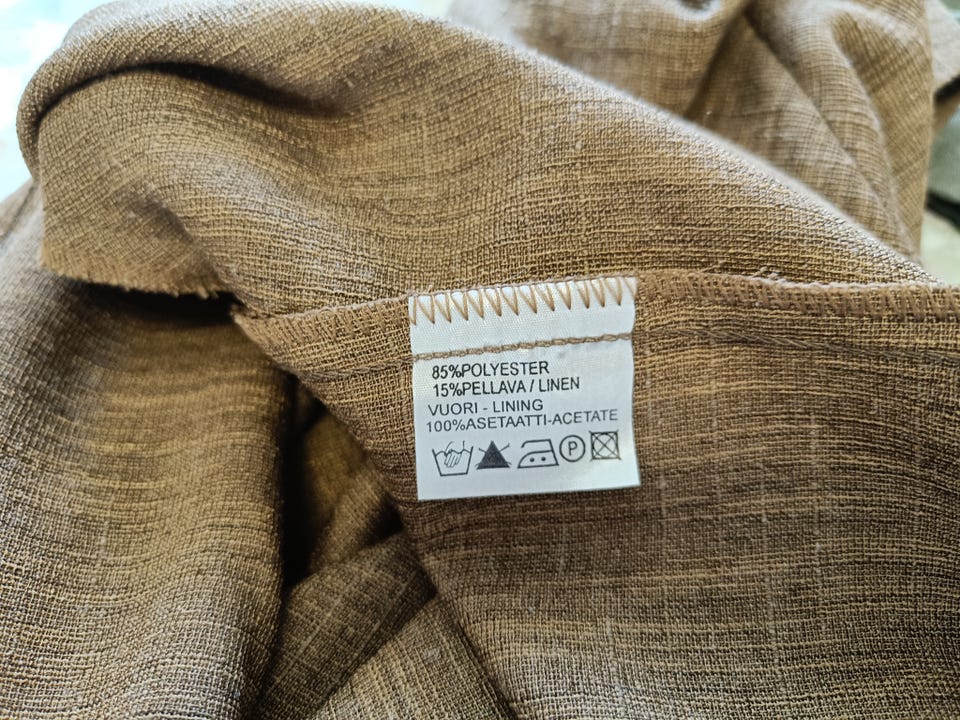 85%POLYESTER
15%PELLAVA / LINEN
VUORI - LINING
100%ASETAATTI-ACETATE
P